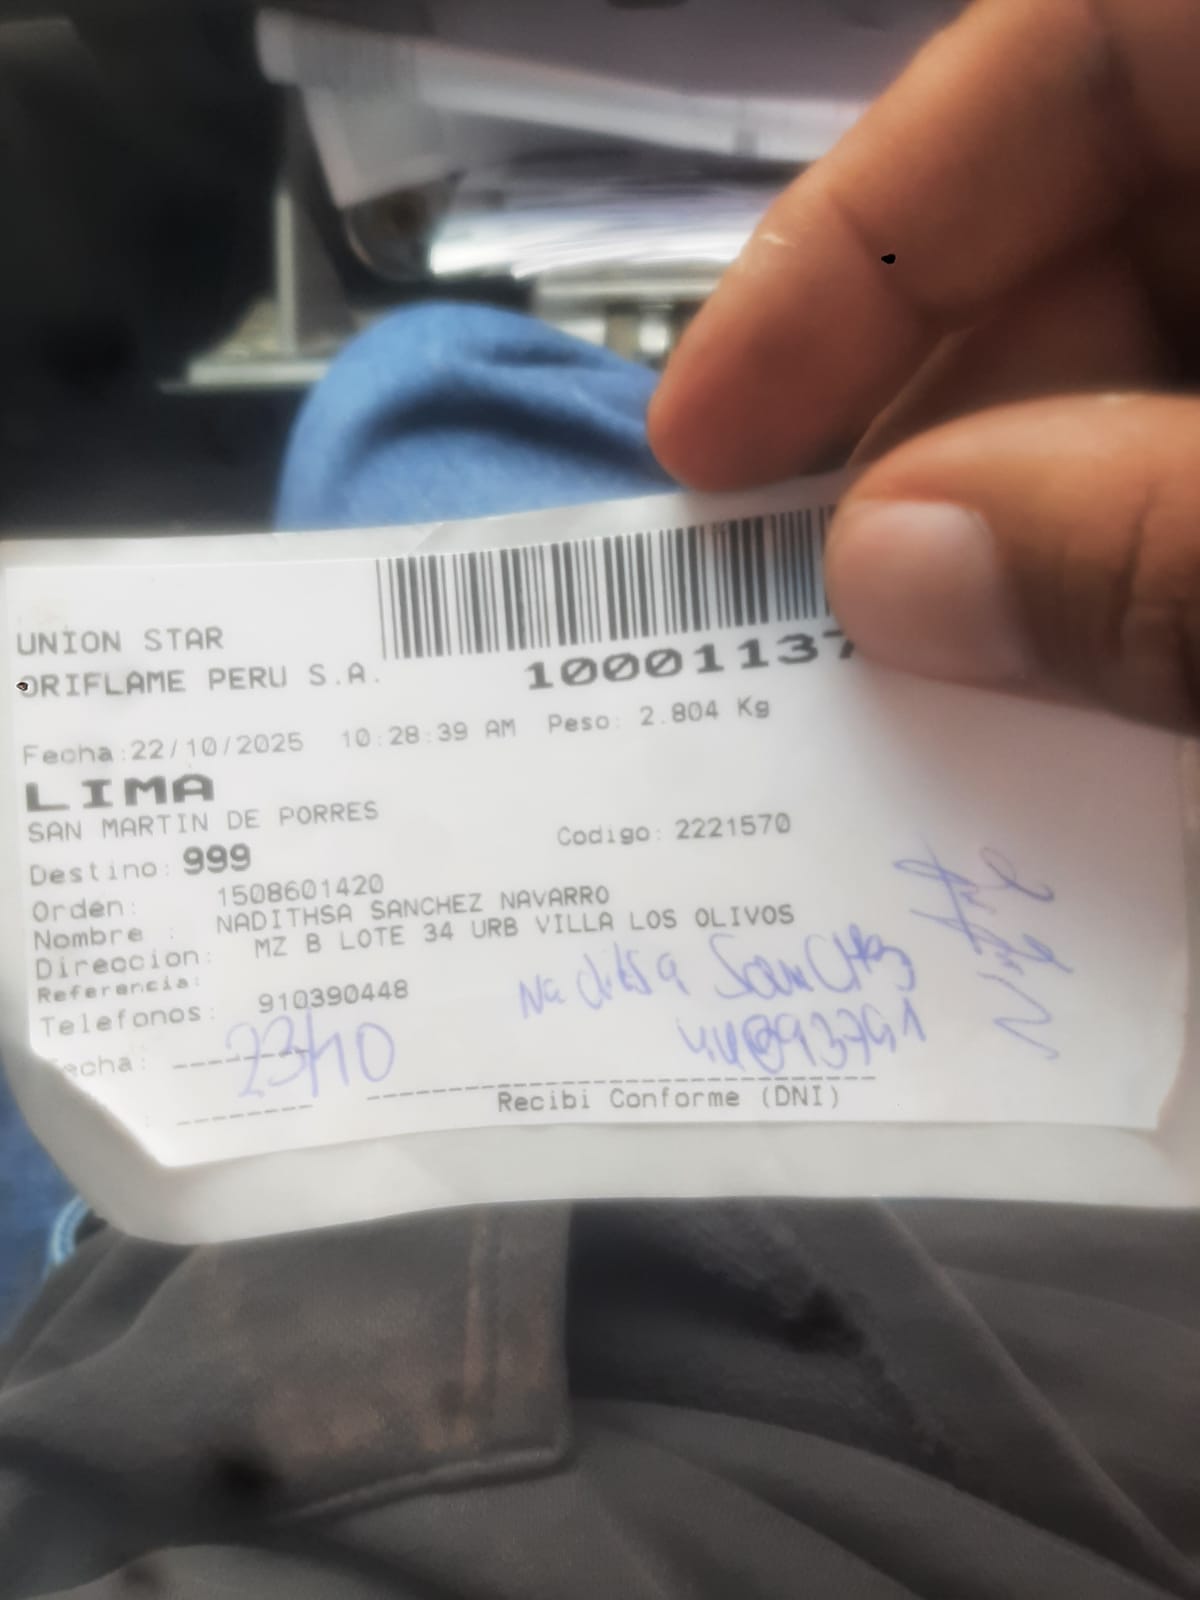 UNION STAR
ORIFLAME PERU S.A.
10001137
Fecha:22/10/2025 10:28:39 AM Peso: 2.804 Kg
LIMA
SAN MARTIN DE PORRES
Destino: 999 Codigo: 2221570
Orden: 1508601420
Nombre : NADITHSA SANCHEZ NAVARRO
Direccion: MZ B LOTE 34 URB VILLA LOS OLIVOS
Referencia:
Telefonos: 910390448
Fecha: 23/10
Recibi Conforme (DNI)